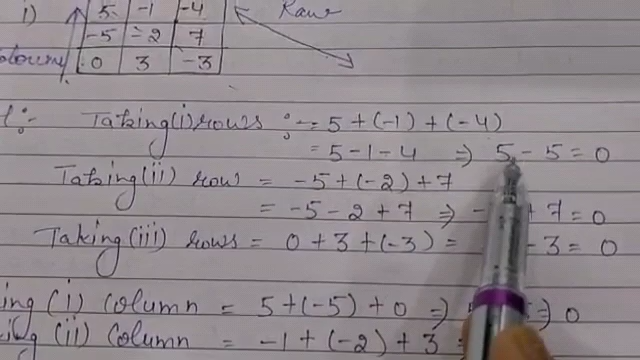 i) 5 -1 -4
-5 -2 7
0 3 -3
Taking (i) rows :- = 5 + (-1) + (-4)
= 5 - 1 - 4 ⇒ 5 - 5 = 0
Taking (ii) row = -5 + (-2) + 7
= -5 - 2 + 7 ⇒ - + 7 = 0
Taking (iii) rows = 0 + 3 + (-3) = - 3 = 0
(i) Column = 5 + (-5) + 0 ⇒ ⇒ 0
(ii) Column = -1 + (-2) + 3